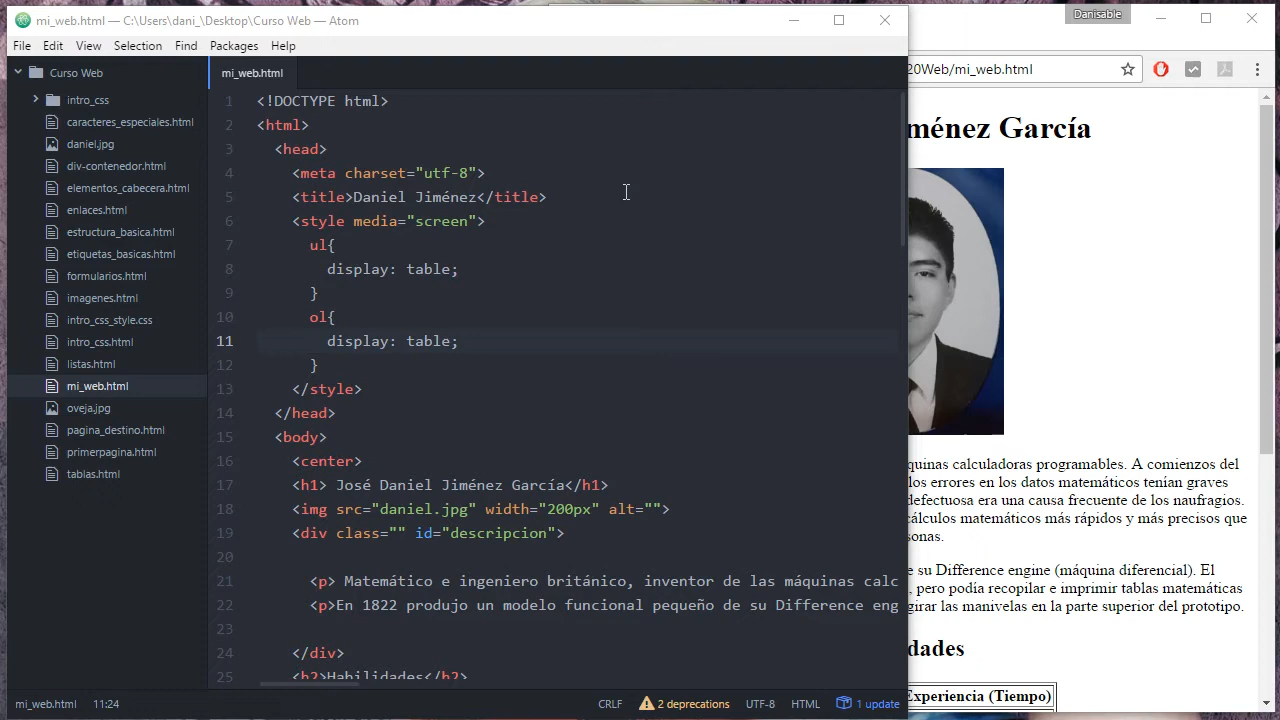 mi_web.html — C:\Users\dani_\Desktop\Curso Web — Atom
File Edit View Selection Find Packages Help
Curso Web
intro_css
caracteres_especiales.html
daniel.jpg
div-contenedor.html
elementos_cabecera.html
enlaces.html
estructura_basica.html
etiquetas_basicas.html
formularios.html
imagenes.html
intro_css_style.css
intro_css.html
listas.html
mi_web.html
oveja.jpg
pagina_destino.html
primerpagina.html
tablas.html
mi_web.html
1 <!DOCTYPE html>
2 <html>
3 <head>
4 <meta charset="utf-8">
5 <title>Daniel Jiménez</title>
6 <style media="screen">
7 ul{
8 display: table;
9 }
10 ol{
11 display: table;
12 }
13 </style>
14 </head>
15 <body>
16 <center>
17 <h1> José Daniel Jiménez García</h1>
18 <img src="daniel.jpg" width="200px" alt="">
19 <div class="" id="descripcion">
20
21 <p> Matemático e ingeniero británico, inventor de las máquinas calc
22 <p>En 1822 produjo un modelo funcional pequeño de su Difference eng
23
24 </div>
25 <h2>Habilidades</h2>
mi_web.html 11:24 CRLF 2 deprecations UTF-8 HTML 1 update
Danisable
20Web/mi_web.html
ménez García
quinas calculadoras programables. A comienzos del
los errores en los datos matemáticos tenían graves
defectuosa era una causa frecuente de los naufragios.
cálculos matemáticos más rápidos y más precisos que
sonas.
e su Difference engine (máquina diferencial). El
, pero podía recopilar e imprimir tablas matemáticas
girar las manivelas en la parte superior del prototipo.
dades
Experiencia (Tiempo)